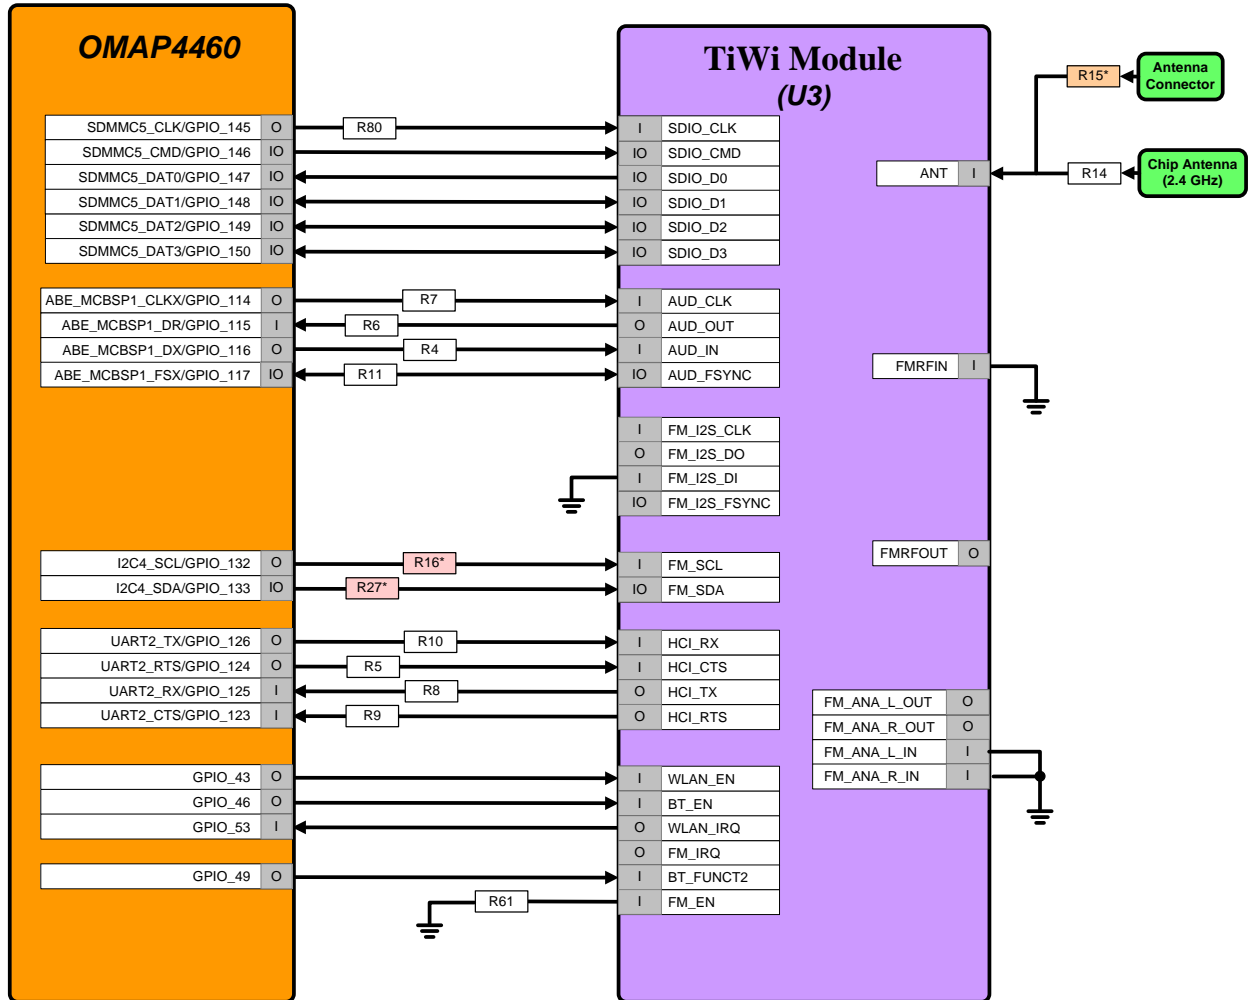 OMAP4460
TiWi Module
(U3)
R15*
Antenna
Connector
R14
Chip Antenna
(2.4 GHz)
ANT I
SDMMC5_CLK/GPIO_145 O R80 I SDIO_CLK
SDMMC5_CMD/GPIO_146 IO IO SDIO_CMD
SDMMC5_DAT0/GPIO_147 IO IO SDIO_D0
SDMMC5_DAT1/GPIO_148 IO IO SDIO_D1
SDMMC5_DAT2/GPIO_149 IO IO SDIO_D2
SDMMC5_DAT3/GPIO_150 IO IO SDIO_D3
ABE_MCBSP1_CLKX/GPIO_114 O R7 I AUD_CLK
ABE_MCBSP1_DR/GPIO_115 I R6 O AUD_OUT
ABE_MCBSP1_DX/GPIO_116 O R4 I AUD_IN
ABE_MCBSP1_FSX/GPIO_117 IO R11 IO AUD_FSYNC
FMRFIN I
I FM_I2S_CLK
O FM_I2S_DO
I FM_I2S_DI
IO FM_I2S_FSYNC
FMRFOUT O
I2C4_SCL/GPIO_132 O R16* I FM_SCL
I2C4_SDA/GPIO_133 IO R27* IO FM_SDA
UART2_TX/GPIO_126 O R10 I HCI_RX
UART2_RTS/GPIO_124 O R5 I HCI_CTS
UART2_RX/GPIO_125 I R8 O HCI_TX
UART2_CTS/GPIO_123 I R9 O HCI_RTS
FM_ANA_L_OUT O
FM_ANA_R_OUT O
FM_ANA_L_IN I
FM_ANA_R_IN I
GPIO_43 O I WLAN_EN
GPIO_46 O I BT_EN
GPIO_53 I O WLAN_IRQ
O FM_IRQ
GPIO_49 O I BT_FUNCT2
R61 I FM_EN